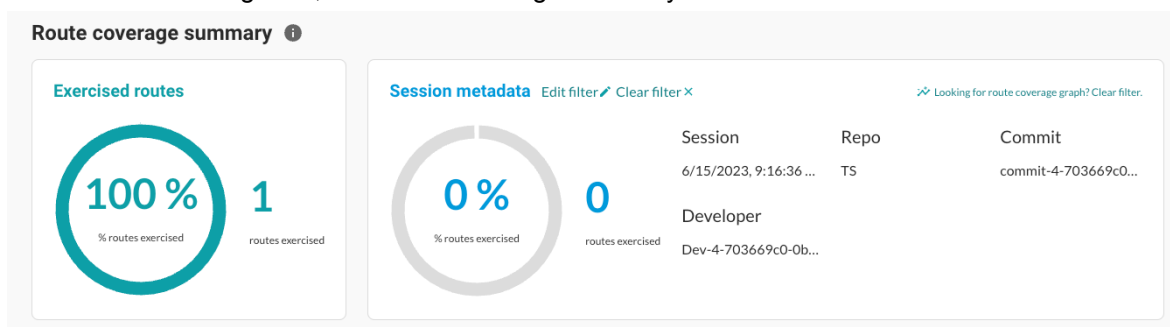 Route coverage summary
Exercised routes
100 %
% routes exercised
1
routes exercised
Session metadata Edit filter Clear filter ×
Looking for route coverage graph? Clear filter.
0 %
% routes exercised
0
routes exercised
Session Repo Commit
6/15/2023, 9:16:36 ... TS commit-4-703669c0...
Developer
Dev-4-703669c0-0b...